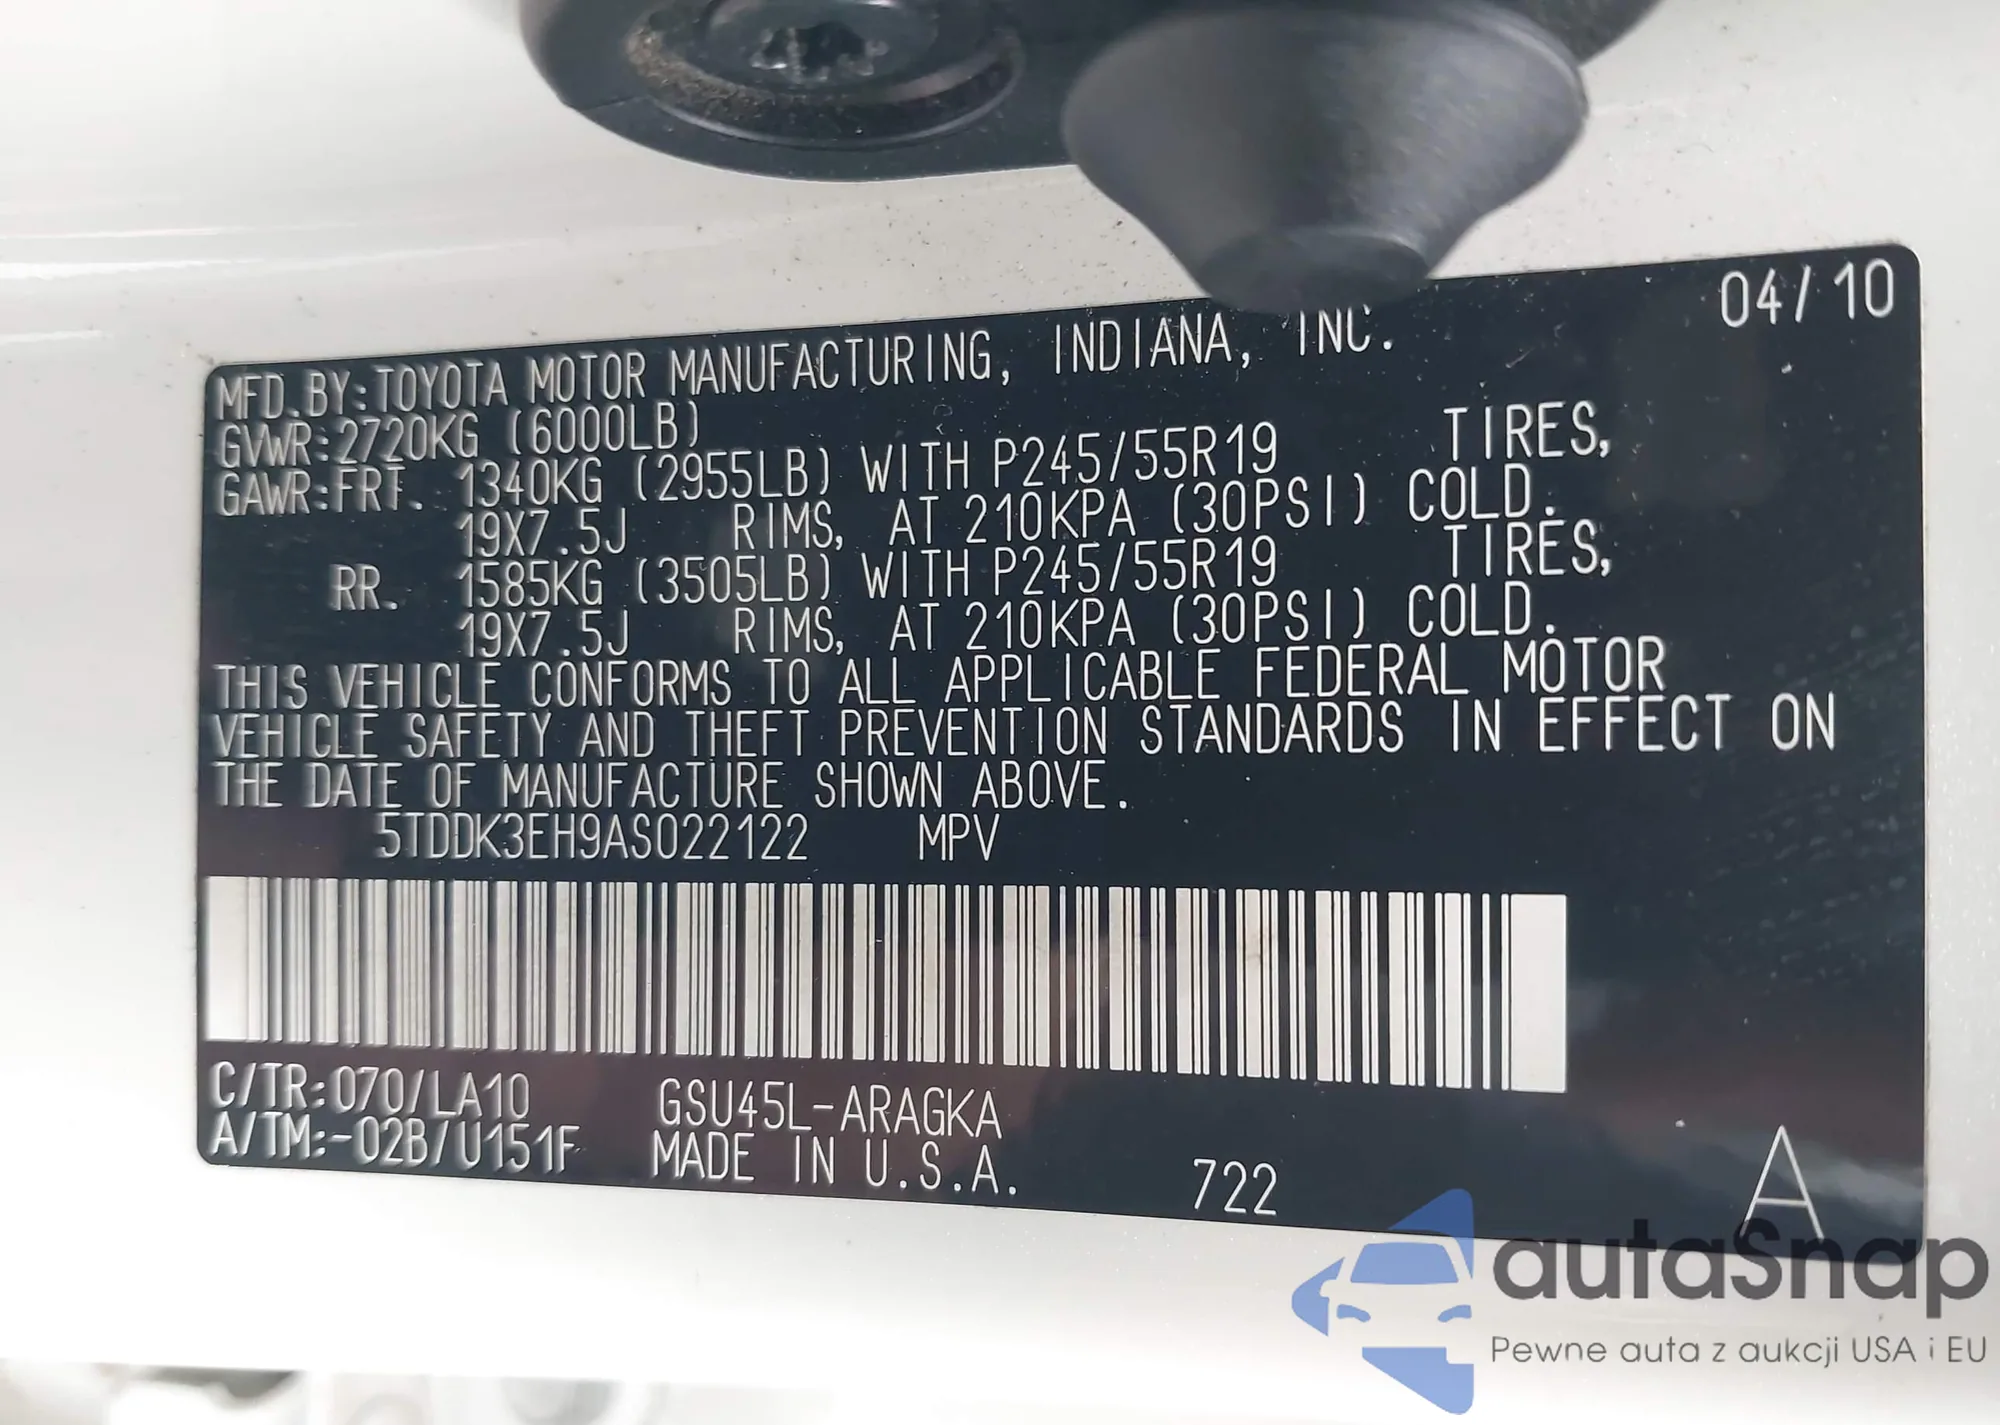 04/10
MFD.BY:TOYOTA MOTOR MANUFACTURING, INDIANA, INC.
GVWR:2720KG (6000LB)
GAWR:FRT. 1340KG (2955LB) WITH P245/55R19 TIRES,
19X7.5J RIMS, AT 210KPA (30PSI) COLD.
RR. 1585KG (3505LB) WITH P245/55R19 TIRES,
19X7.5J RIMS, AT 210KPA (30PSI) COLD.
THIS VEHICLE CONFORMS TO ALL APPLICABLE FEDERAL MOTOR
VEHICLE SAFETY AND THEFT PREVENTION STANDARDS IN EFFECT ON
THE DATE OF MANUFACTURE SHOWN ABOVE.
5TDDK3EH9AS022122 MPV
C/TR:070/LA10 GSU45L-ARAGKA
A/TM:-02B/U151F MADE IN U.S.A. 722 A
autaSnap
Pewne auta z aukcji USA i EU